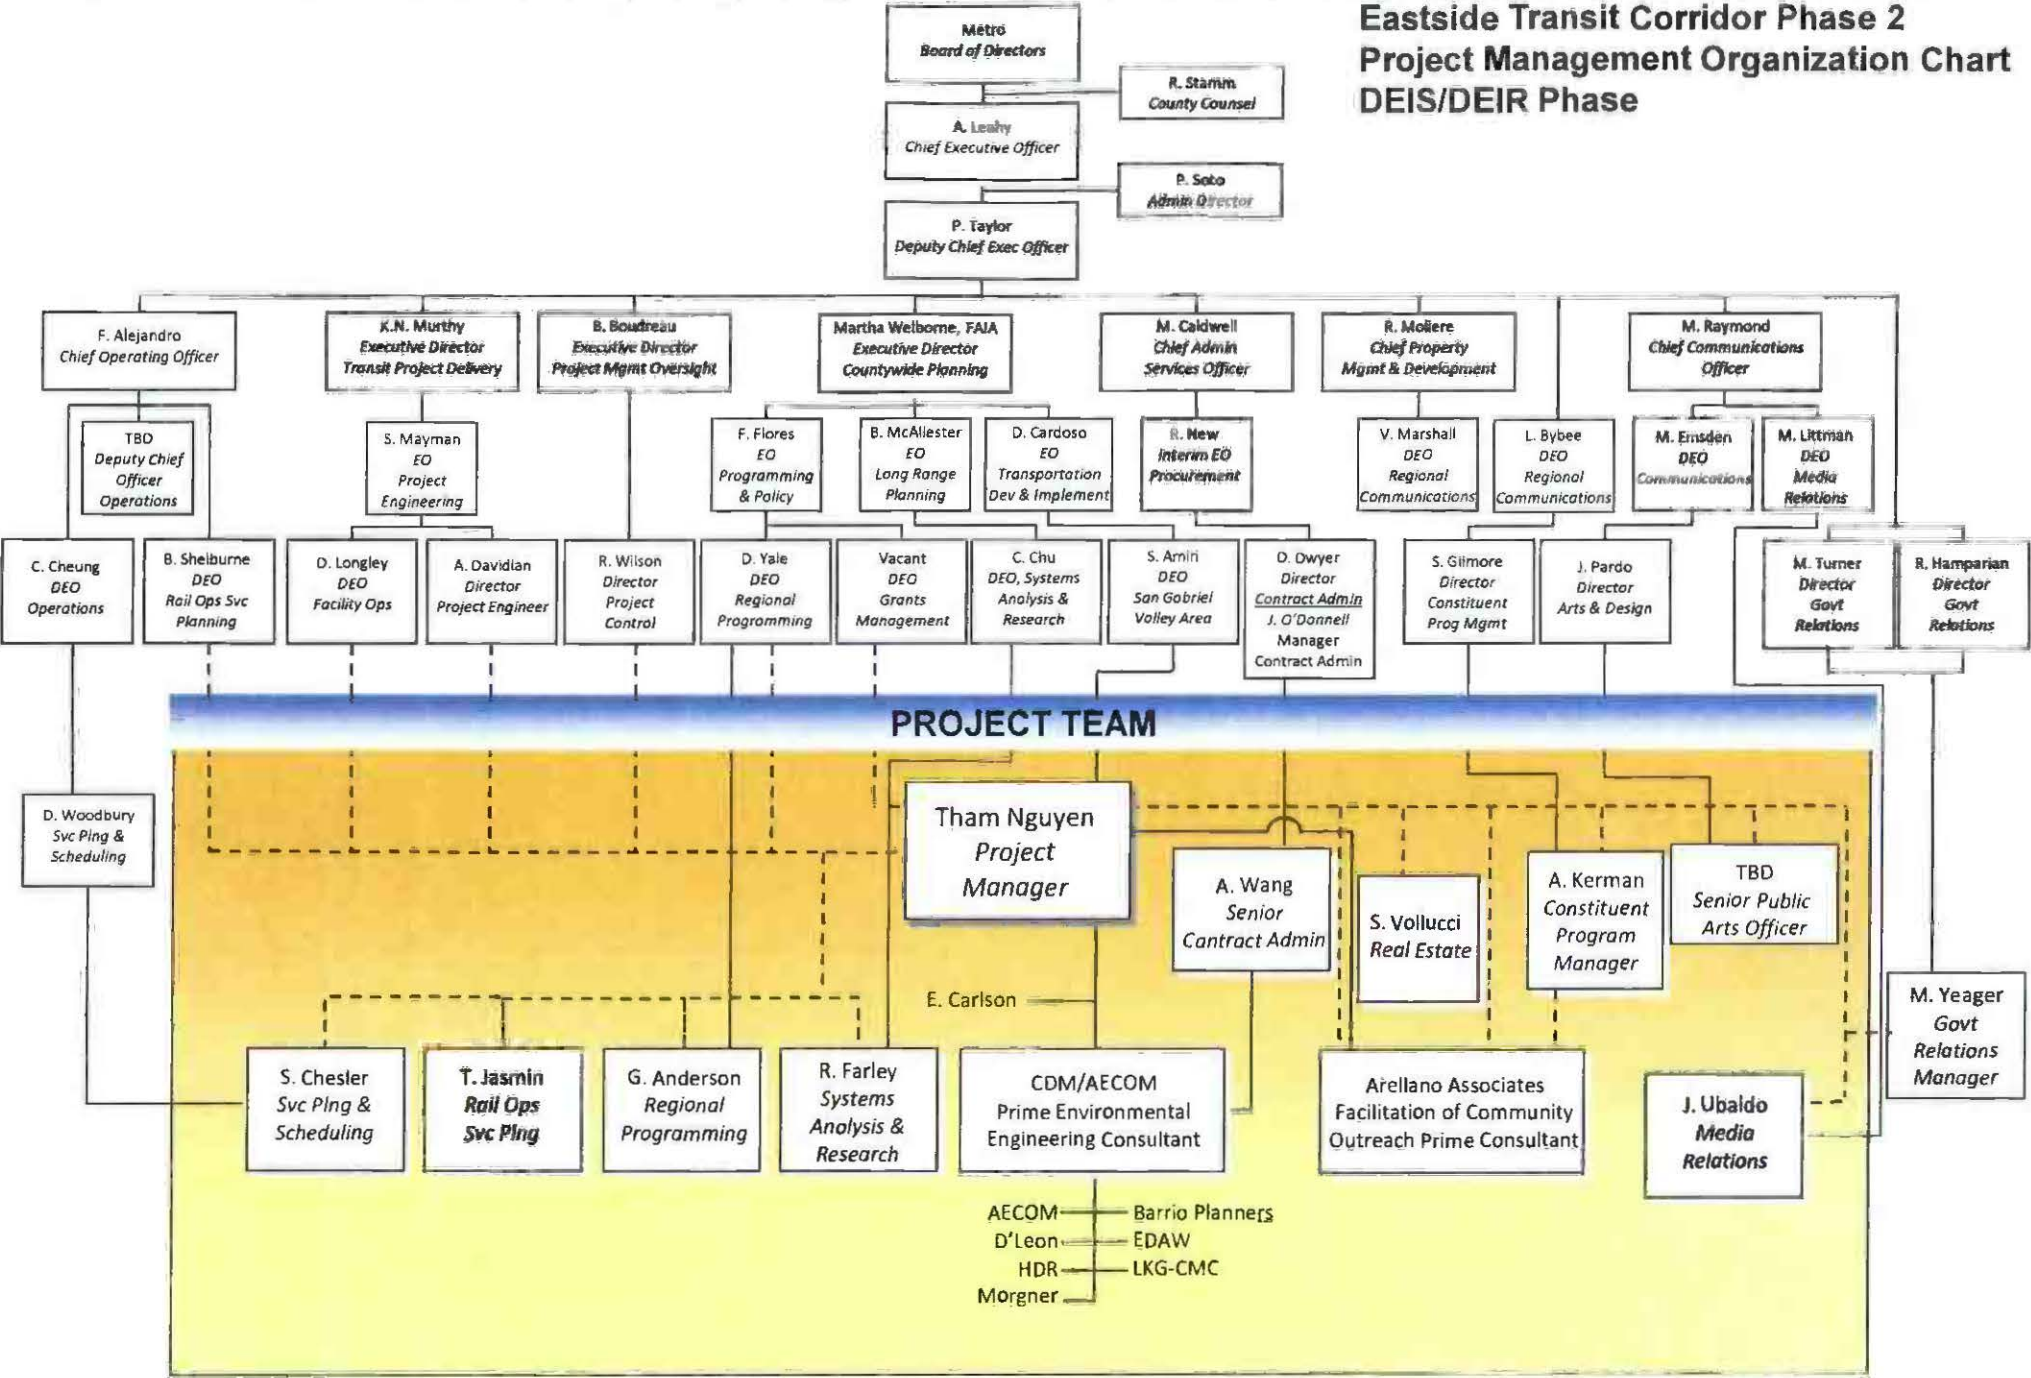 Eastside Transit Corridor Phase 2
Project Management Organization Chart
DEIS/DEIR Phase
Metro
Board of Directors
R. Stamm
County Counsel
A. Leahy
Chief Executive Officer
P. Soto
Admin Director
P. Taylor
Deputy Chief Exec Officer
F. Alejandro
Chief Operating Officer
K.N. Murthy
Executive Director
Transit Project Delivery
B. Boudreau
Executive Director
Project Mgmt Oversight
Martha Welborne, FAIA
Executive Director
Countywide Planning
M. Caldwell
Chief Admin
Services Officer
R. Moliere
Chief Property
Mgmt & Development
M. Raymond
Chief Communications
Officer
TBD
Deputy Chief
Officer
Operations
S. Mayman
EO
Project
Engineering
F. Flores
EO
Programming
& Policy
B. McAllester
EO
Long Range
Planning
D. Cardoso
EO
Transportation
Dev & Implement
R. New
Interim EO
Procurement
V. Marshall
DEO
Regional
Communications
L. Bybee
DEO
Regional
Communications
M. Emsden
DEO
Communications
M. Littman
DEO
Media
Relations
C. Cheung
DEO
Operations
B. Shelburne
DEO
Rail Ops Svc
Planning
D. Longley
DEO
Facility Ops
A. Davidian
Director
Project Engineer
R. Wilson
Director
Project
Control
D. Yale
DEO
Regional
Programming
Vacant
DEO
Grants
Management
C. Chu
DEO, Systems
Analysis &
Research
S. Amiri
DEO
San Gabriel
Valley Area
D. Dwyer
Director
Contract Admin
J. O'Donnell
Manager
Contract Admin
S. Gilmore
Director
Constituent
Prog Mgmt
J. Pardo
Director
Arts & Design
M. Turner
Director
Govt
Relations
R. Hamparian
Director
Govt
Relations
PROJECT TEAM
D. Woodbury
Svc Plng &
Scheduling
Tham Nguyen
Project
Manager
A. Wang
Senior
Contract Admin
S. Vollucci
Real Estate
A. Kerman
Constituent
Program
Manager
TBD
Senior Public
Arts Officer
M. Yeager
Govt
Relations
Manager
E. Carlson
S. Chesler
Svc Plng &
Scheduling
T. Jasmin
Rail Ops
Svc Plng
G. Anderson
Regional
Programming
R. Farley
Systems
Analysis &
Research
CDM/AECOM
Prime Environmental
Engineering Consultant
Arellano Associates
Facilitation of Community
Outreach Prime Consultant
J. Ubaldo
Media
Relations
AECOM
Barrio Planners
D'Leon
EDAW
HDR
LKG-CMC
Morgner